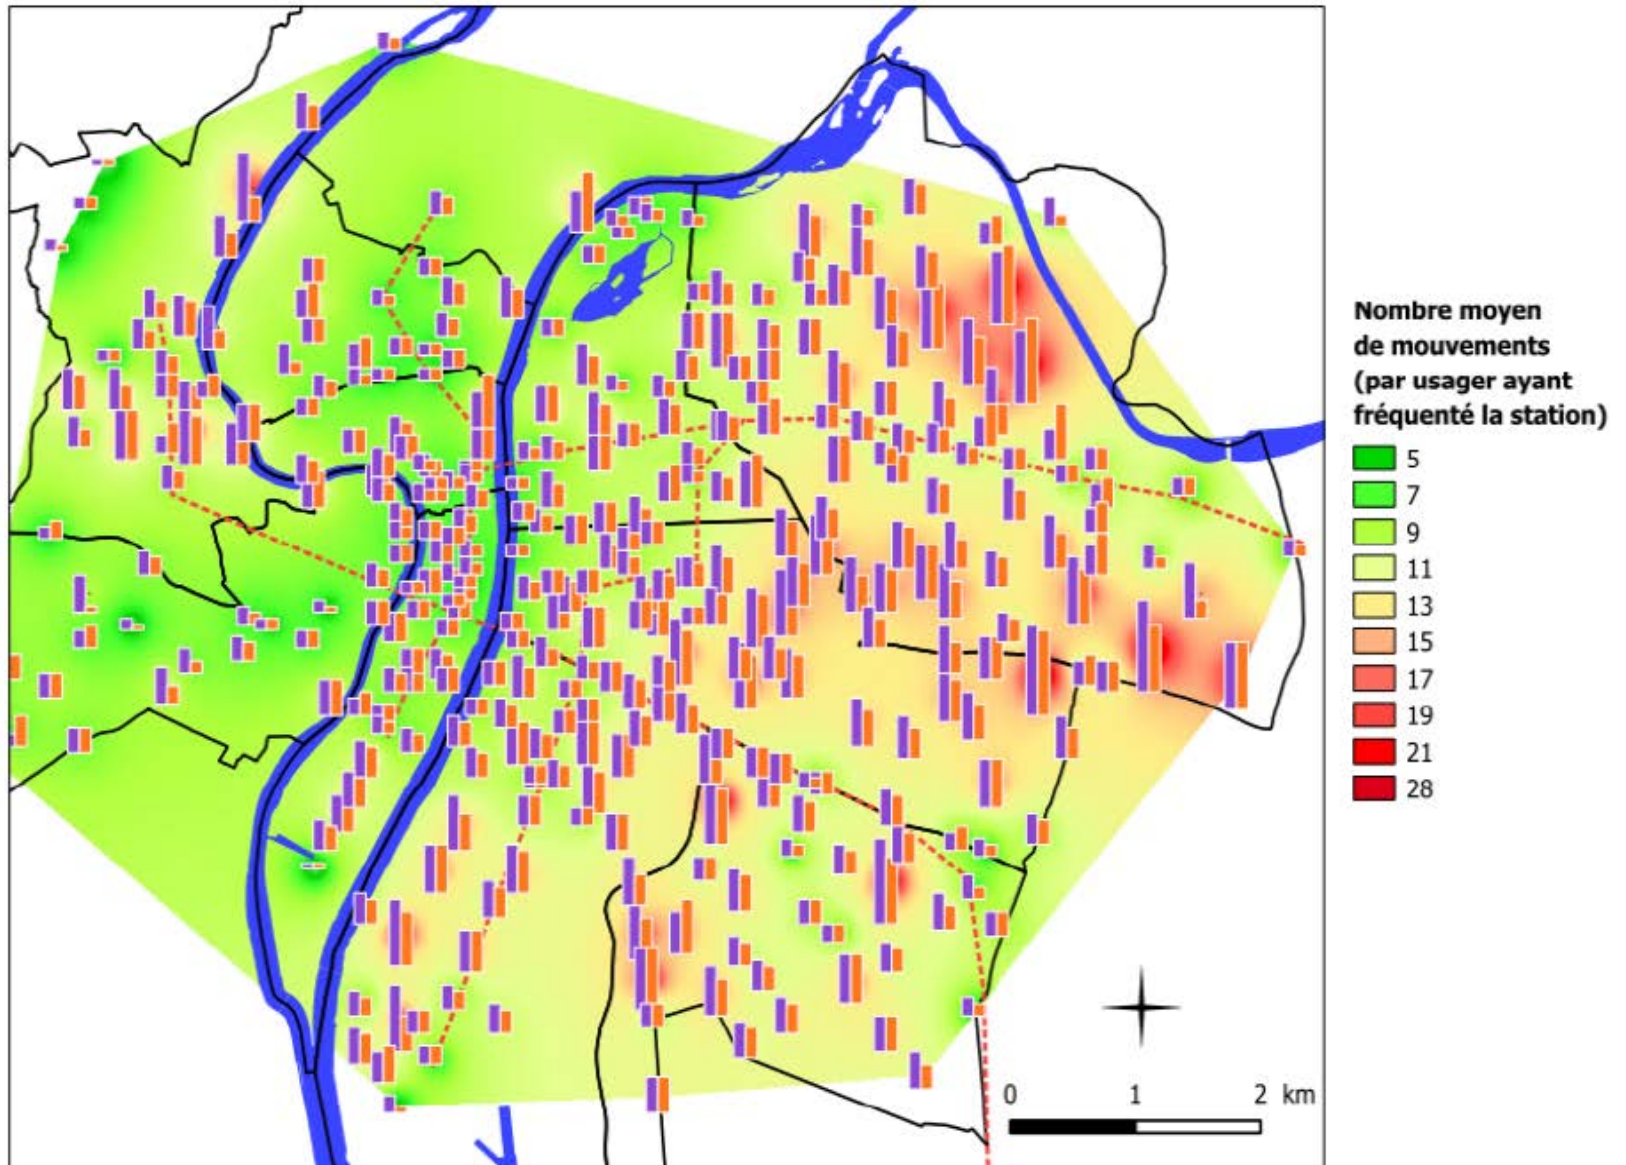 Nombre moyen
de mouvements
(par usager ayant
fréquenté la station)
5
7
9
11
13
15
17
19
21
28
0 1 2 km